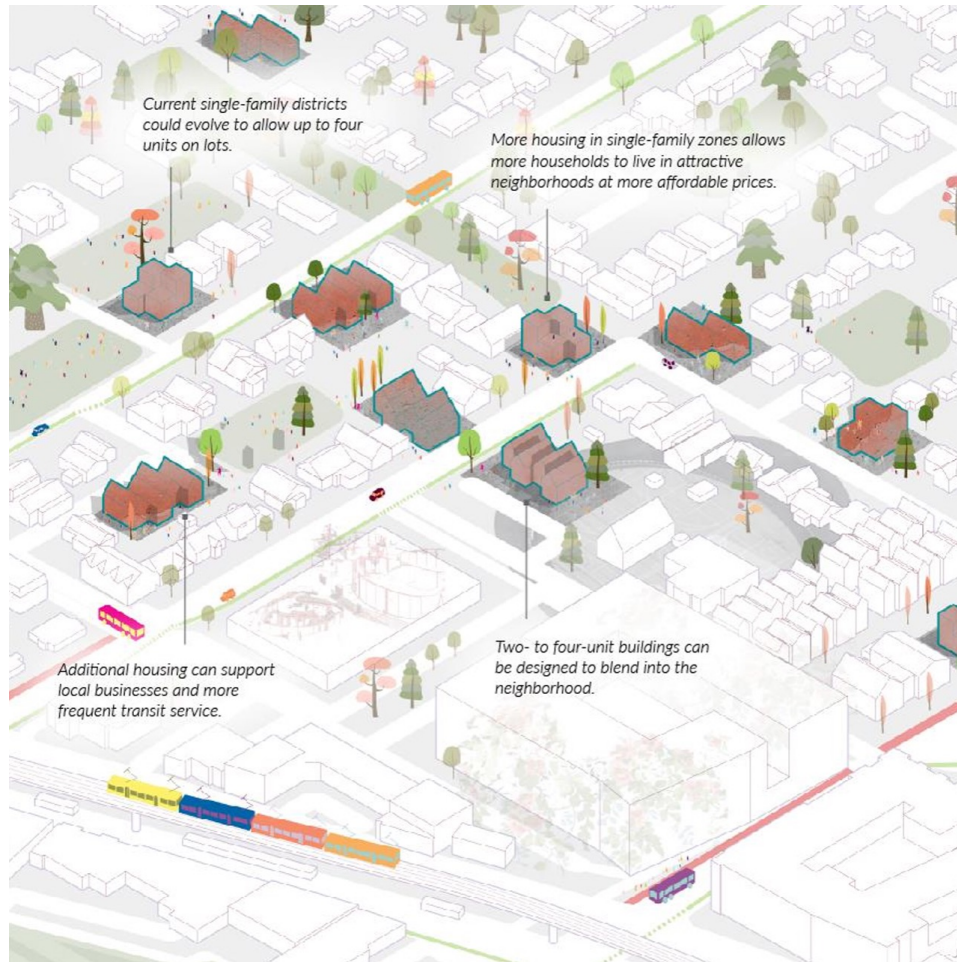 Current single-family districts
could evolve to allow up to four
units on lots.
More housing in single-family zones allows
more households to live in attractive
neighborhoods at more affordable prices.
Additional housing can support
local businesses and more
frequent transit service.
Two- to four-unit buildings can
be designed to blend into the
neighborhood.